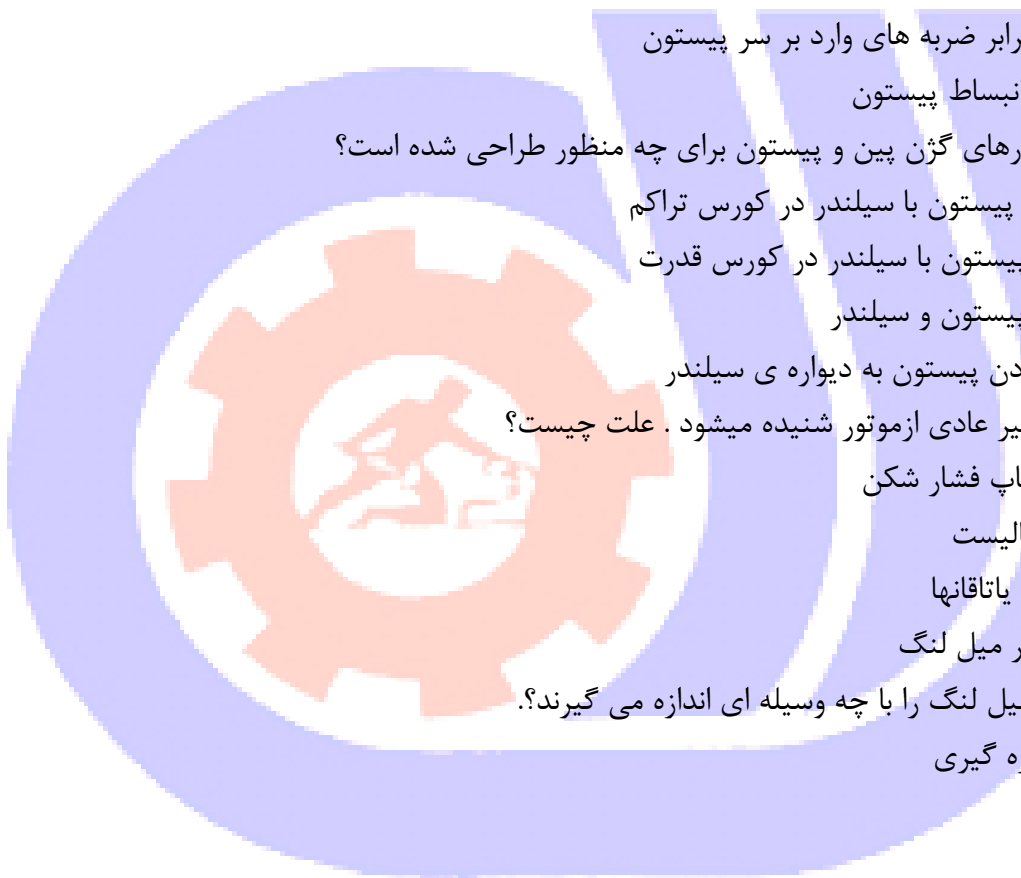 رابر ضربه های وارد بر سر پیستون
نبساط پیستون
رهای گژن پین و پیستون برای چه منظور طراحی شده است؟
پیستون با سیلندر در کورس تراکم
پیستون با سیلندر در کورس قدرت
پیستون و سیلندر
دن پیستون به دیواره ی سیلندر
یر عادی ازموتور شنیده میشود . علت چیست؟
اپ فشار شکن
الیست
یاتاقانها
ر میل لنگ
یل لنگ را با چه وسیله ای اندازه می گیرند؟.
ه گیری